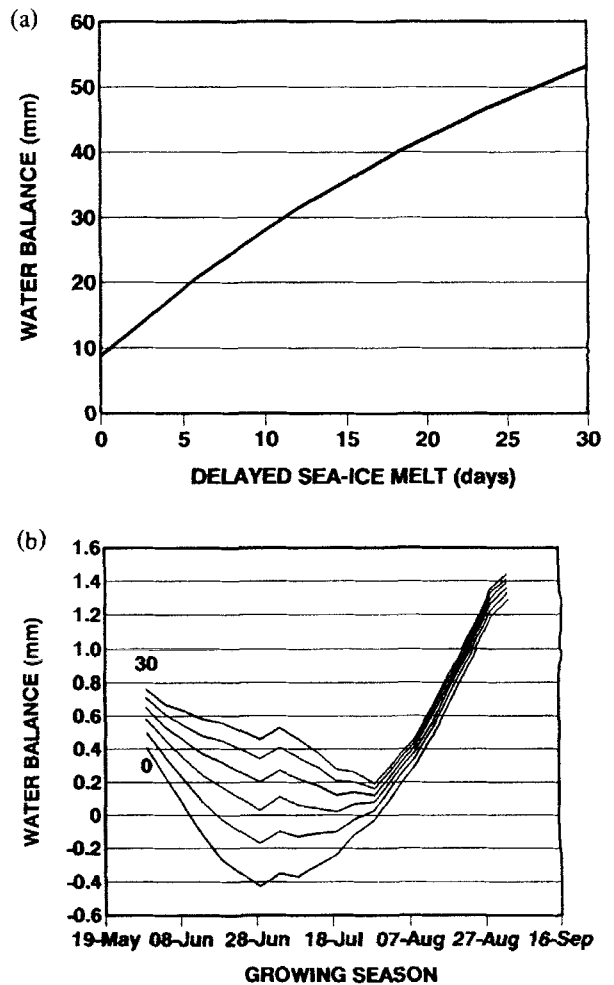 (a)
60
50
40
30
20
10
0
WATER BALANCE (mm)
0 5 10 15 20 25 30
DELAYED SEA-ICE MELT (days)
(b)
1.6
1.4
1.2
1.0
0.8
0.6
0.4
0.2
0
-0.2
-0.4
-0.6
WATER BALANCE (mm)
30
0
19-May 08-Jun 28-Jun 18-Jul 07-Aug 27-Aug 16-Sep
GROWING SEASON